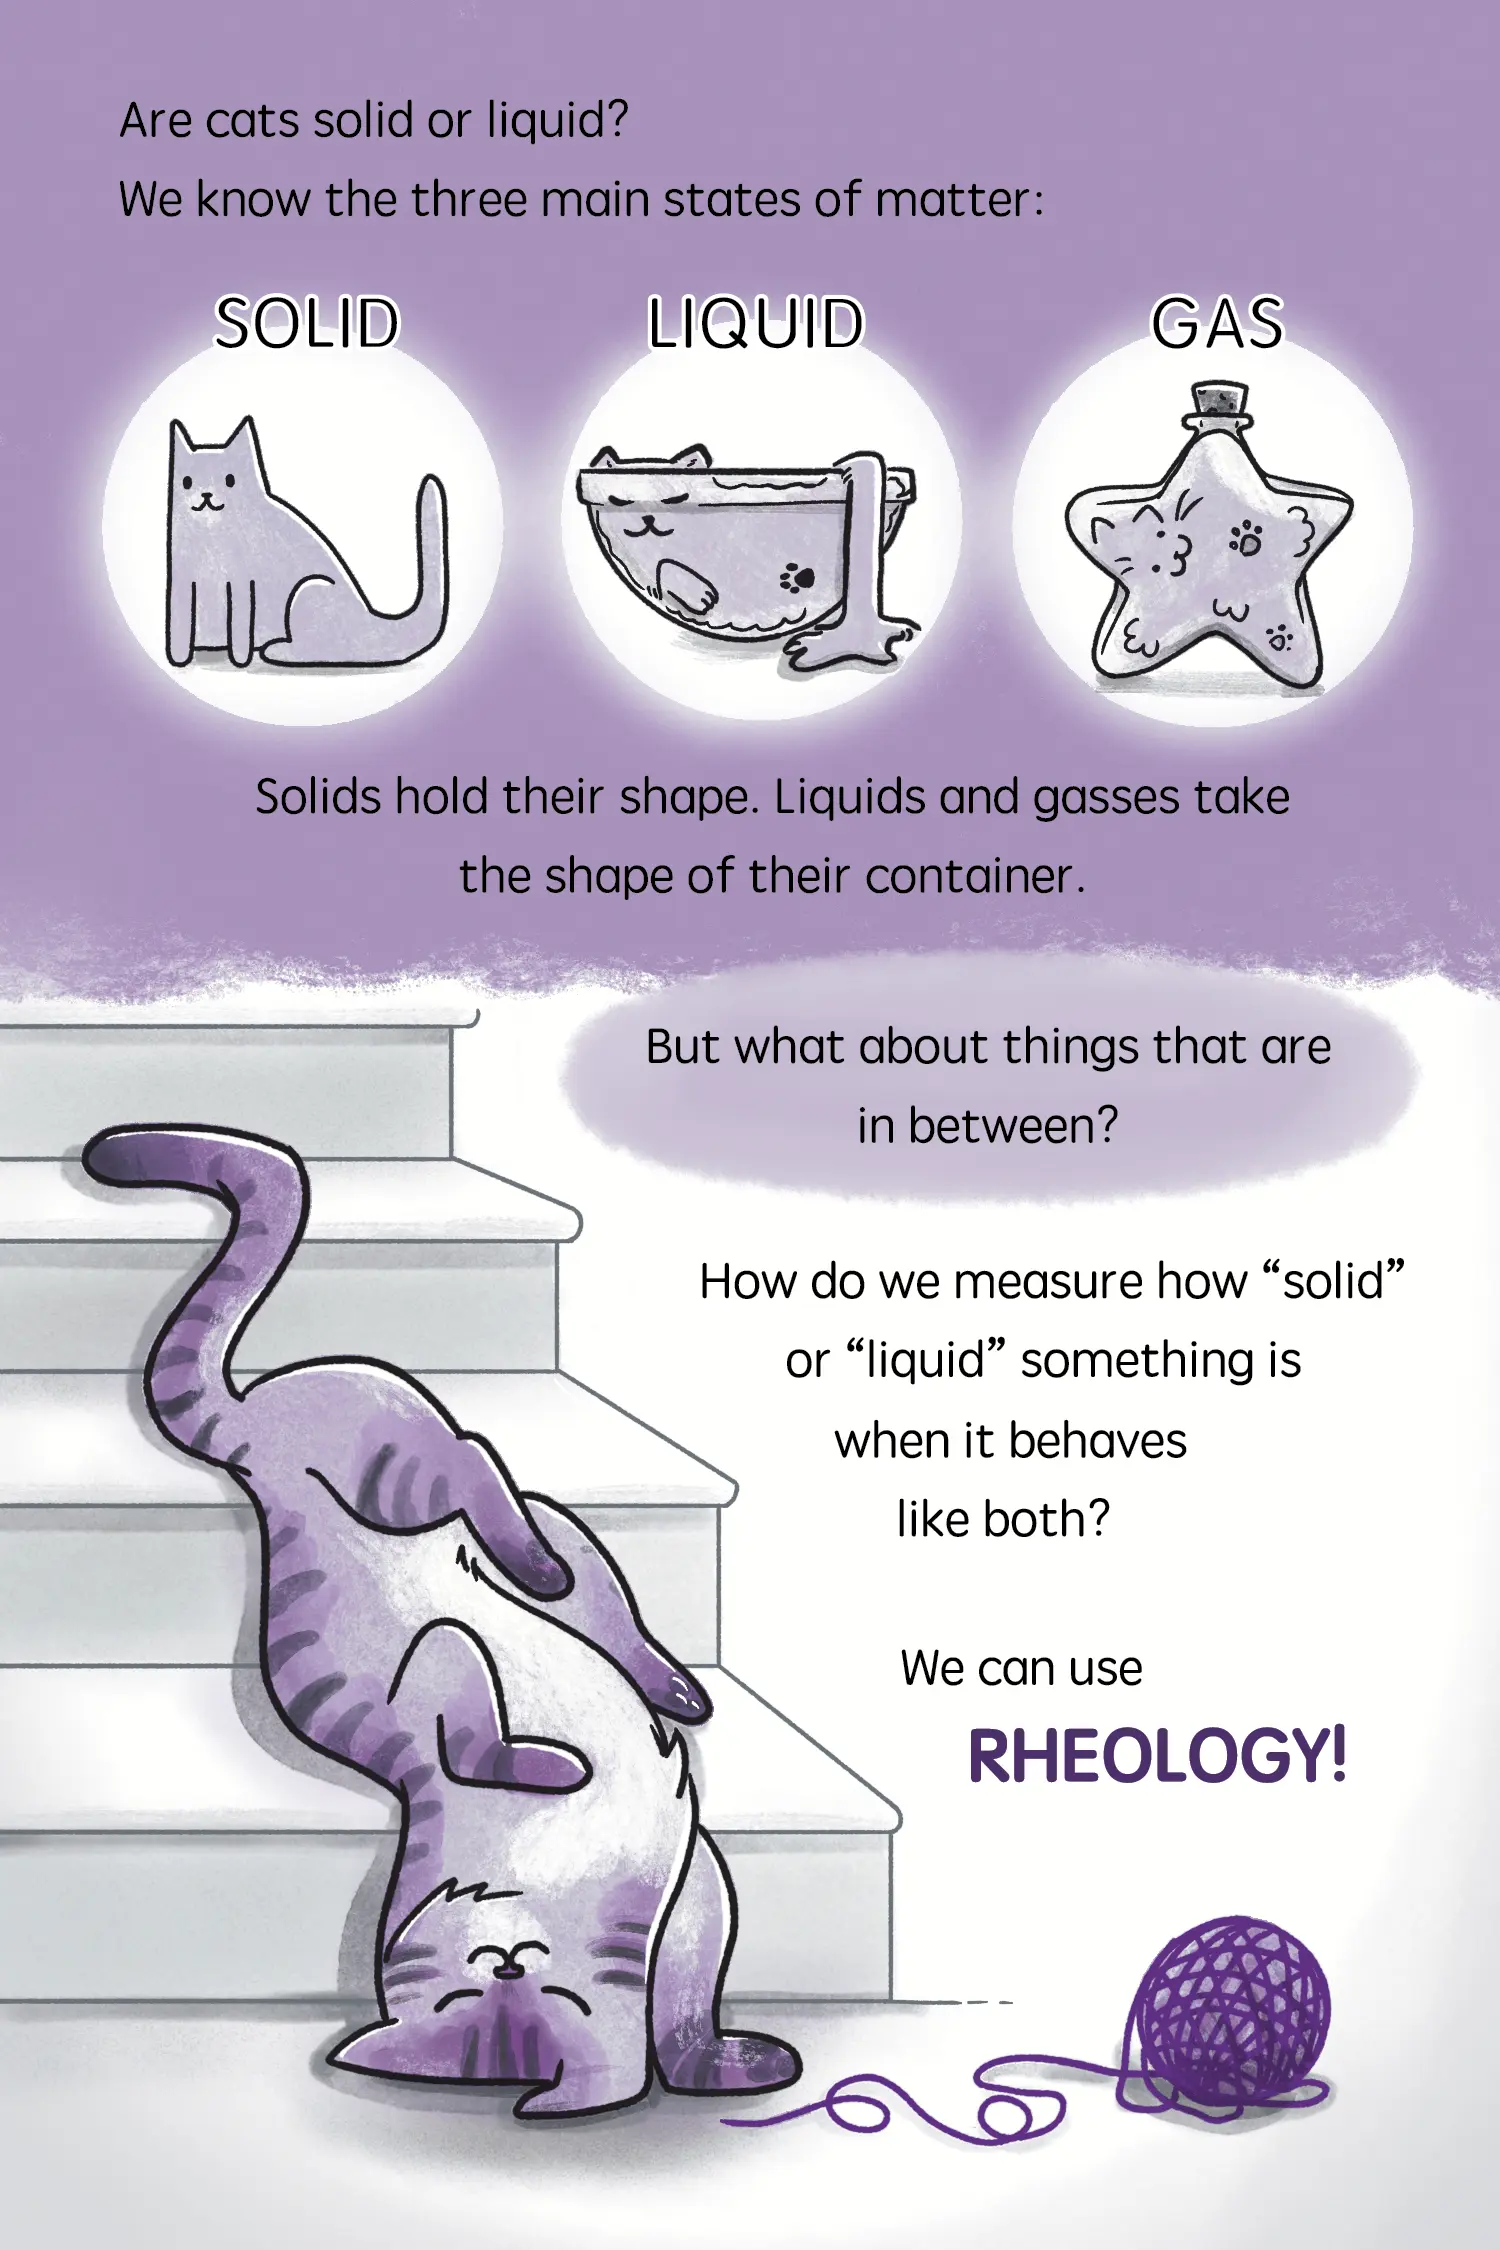 Are cats solid or liquid?
We know the three main states of matter:
SOLID
LIQUID
GAS
Solids hold their shape. Liquids and gasses take
the shape of their container.
But what about things that are
in between?
How do we measure how “solid”
or “liquid” something is
when it behaves
like both?
We can use
RHEOLOGY!